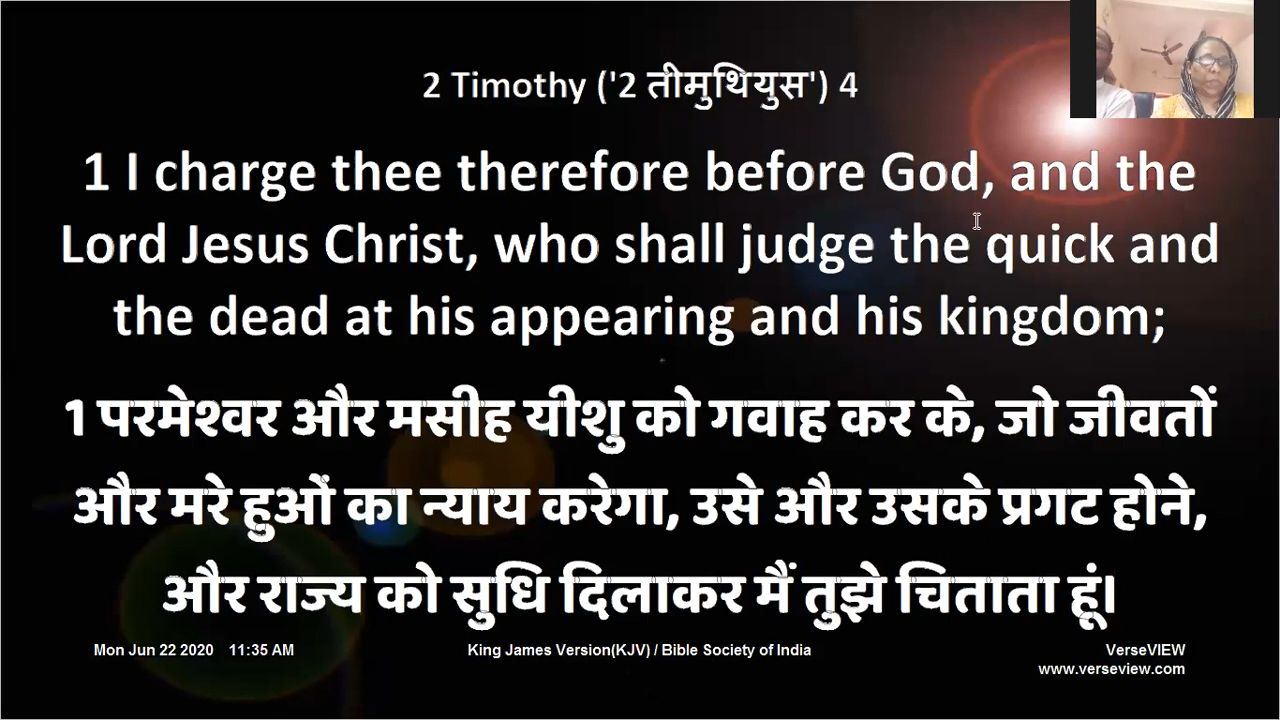 2 Timothy ('2 तीमुथियुस') 4
1 I charge thee therefore before God, and the
Lord Jesus Christ, who shall judge the quick and
the dead at his appearing and his kingdom;
1 परमेश्वर और मसीह यीशु को गवाह कर के, जो जीवतों
और मरे हुओं का न्याय करेगा, उसे और उसके प्रगट होने,
और राज्य को सुधि दिलाकर मैं तुझे चिताता हूं।
Mon Jun 22 2020 11:35 AM
King James Version(KJV) / Bible Society of India
VerseVIEW
www.verseview.com